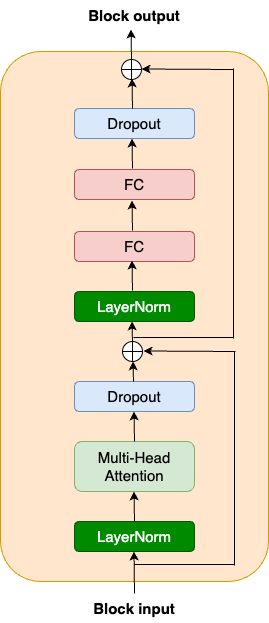 Block output
Dropout
FC
FC
LayerNorm
Dropout
Multi-Head
Attention
LayerNorm
Block input